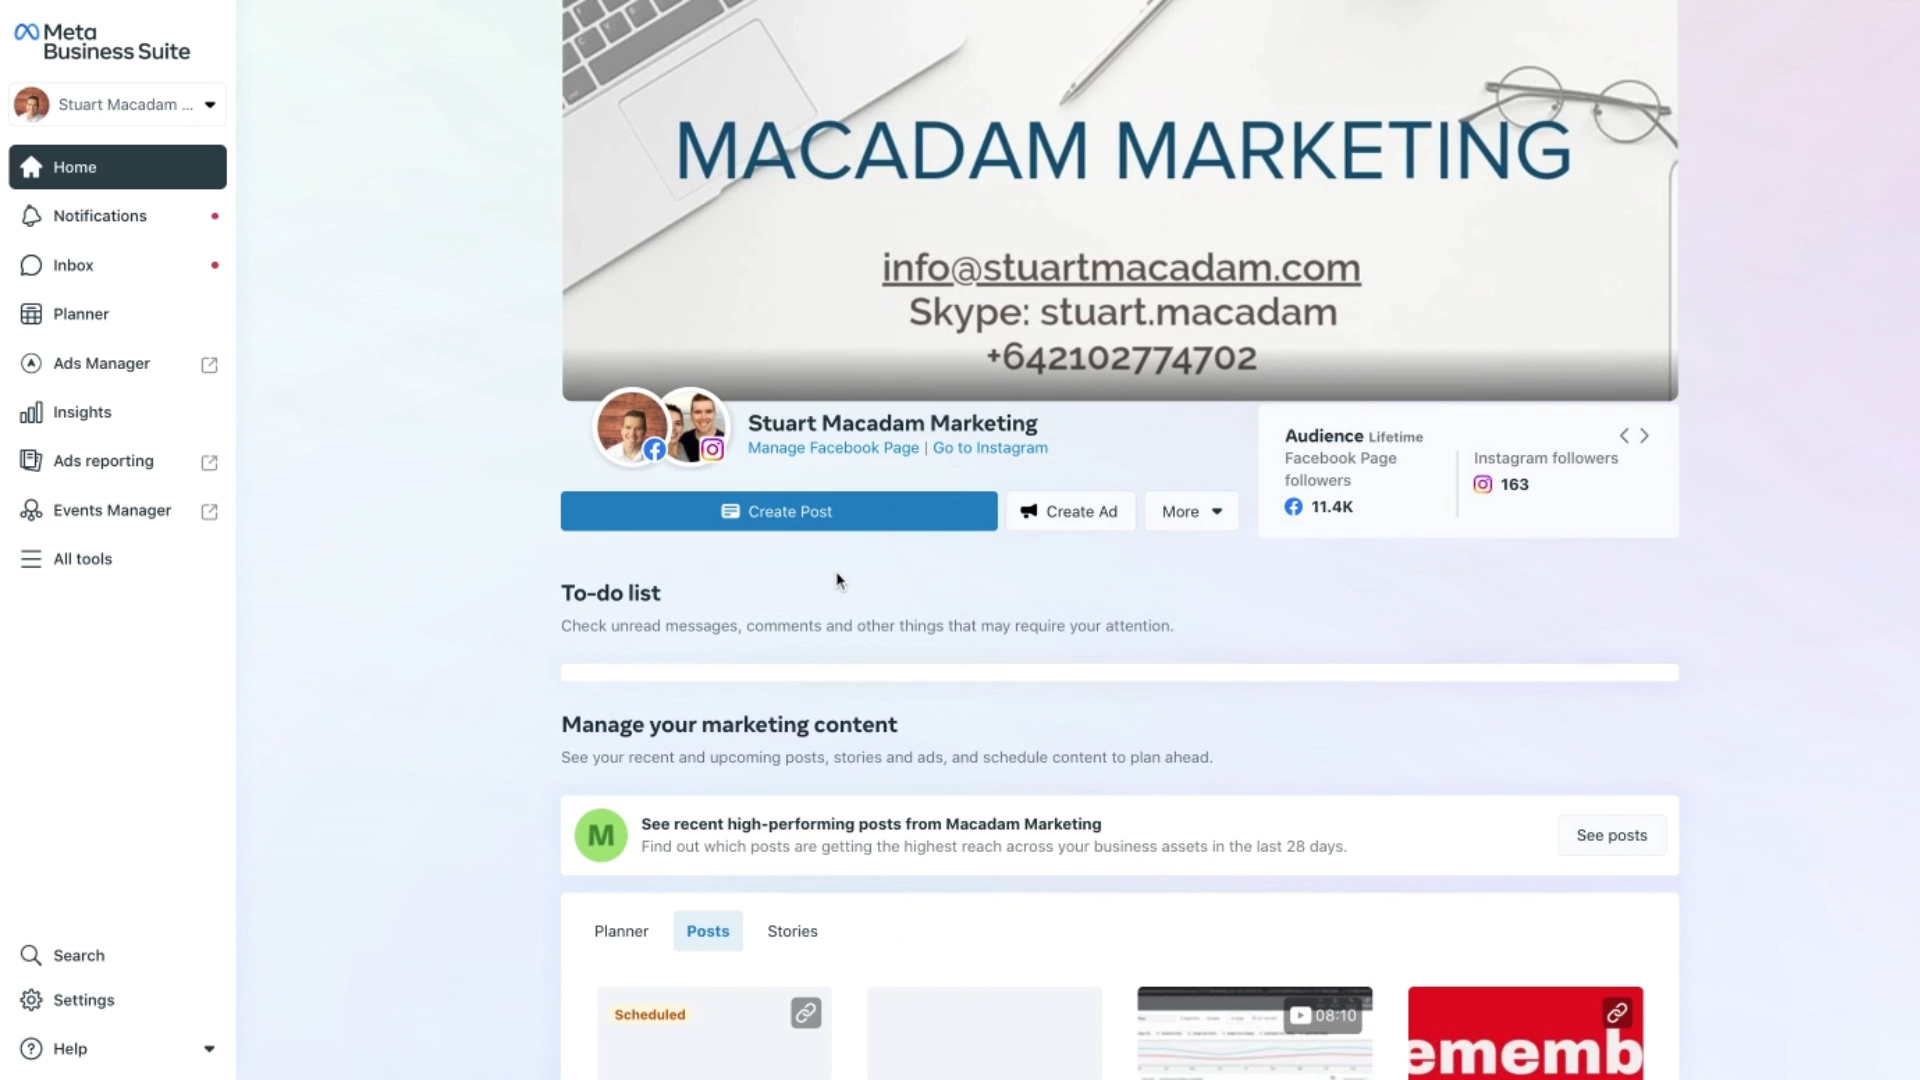 Meta
Business Suite
Stuart Macadam ...
Home
Notifications
Inbox
Planner
Ads Manager
Insights
Ads reporting
Events Manager
All tools
Search
Settings
Help
MACADAM MARKETING
info@stuartmacadam.com
Skype: stuart.macadam
+642102774702
Stuart Macadam Marketing
Manage Facebook Page | Go to Instagram
Create Post
Create Ad
More
Audience Lifetime
Facebook Page
followers
11.4K
Instagram followers
163
To-do list
Check unread messages, comments and other things that may require your attention.
Manage your marketing content
See your recent and upcoming posts, stories and ads, and schedule content to plan ahead.
M
See recent high-performing posts from Macadam Marketing
Find out which posts are getting the highest reach across your business assets in the last 28 days.
See posts
Planner
Posts
Stories
Scheduled
08:10
ememb